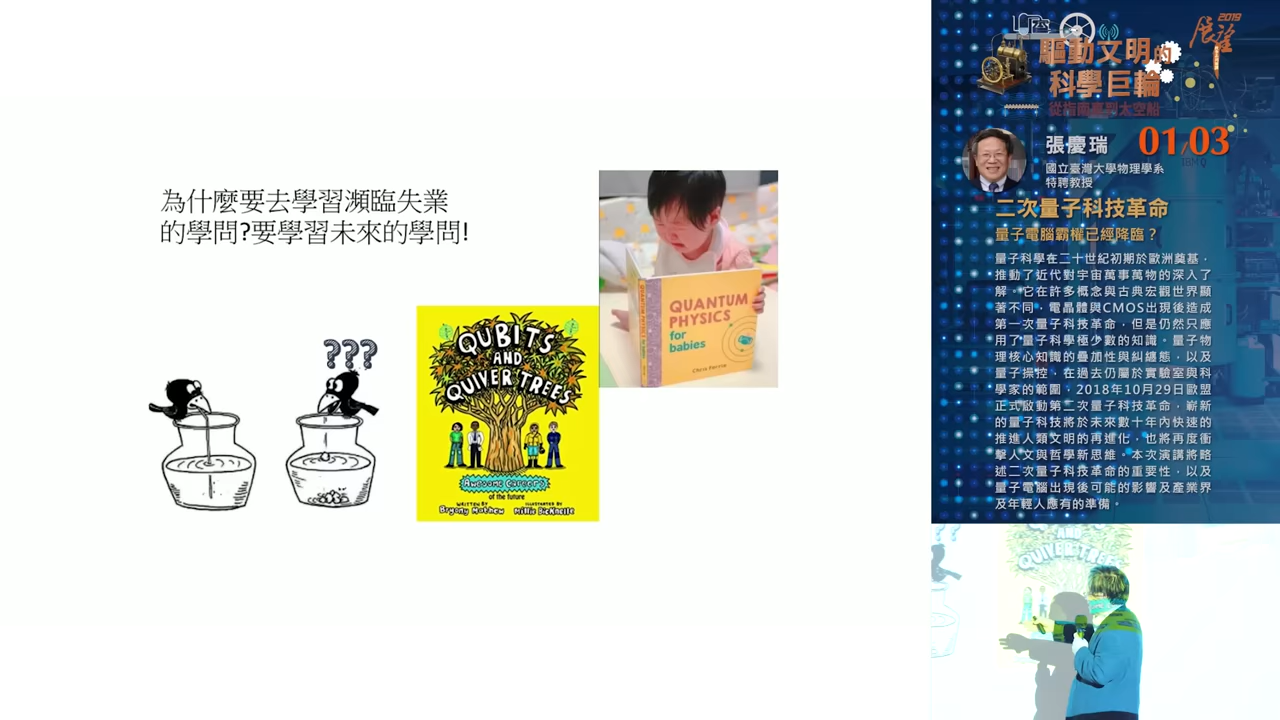 為什麼要去學習瀕臨失業
的學問?要學習未來的學問!
???
QUBITS
AND
QUIVER TREES
Awesome Careers
of the future
WRITTEN BY
Bryony Mathew
ILLUSTRATED BY
Millie Bicknelle
QUANTUM
PHYSICS
for
babies
Chris Ferrie
2019
展望
驅動文明的
科學巨輪
從指南車到太空船
張慶瑞
01/03
國立臺灣大學物理學系
特聘教授
二次量子科技革命
量子電腦霸權已經降臨?
量子科學在二十世紀初期於歐洲奠基,
推動了近代對宇宙萬事萬物的深入了
解。它在許多概念與古典宏觀世界顯
著不同,電晶體與CMOS出現後造成
第一次量子科技革命,但是仍然只應
用了量子科學極少數的知識。量子物
理核心知識的疊加性與糾纏態,以及
量子操控,在過去仍屬於實驗室與科
學家的範圍,2018年10月29日歐盟
正式啟動第二次量子科技革命,嶄新
的量子科技將於未來數十年內快速的
推進人類文明的再進化,也將再度衝
擊人文與哲學新思維。本次演講將略
述二次量子科技革命的重要性,以及
量子電腦出現後可能的影響及產業界
及年輕人應有的準備。
??
AND
QUIVER TREES